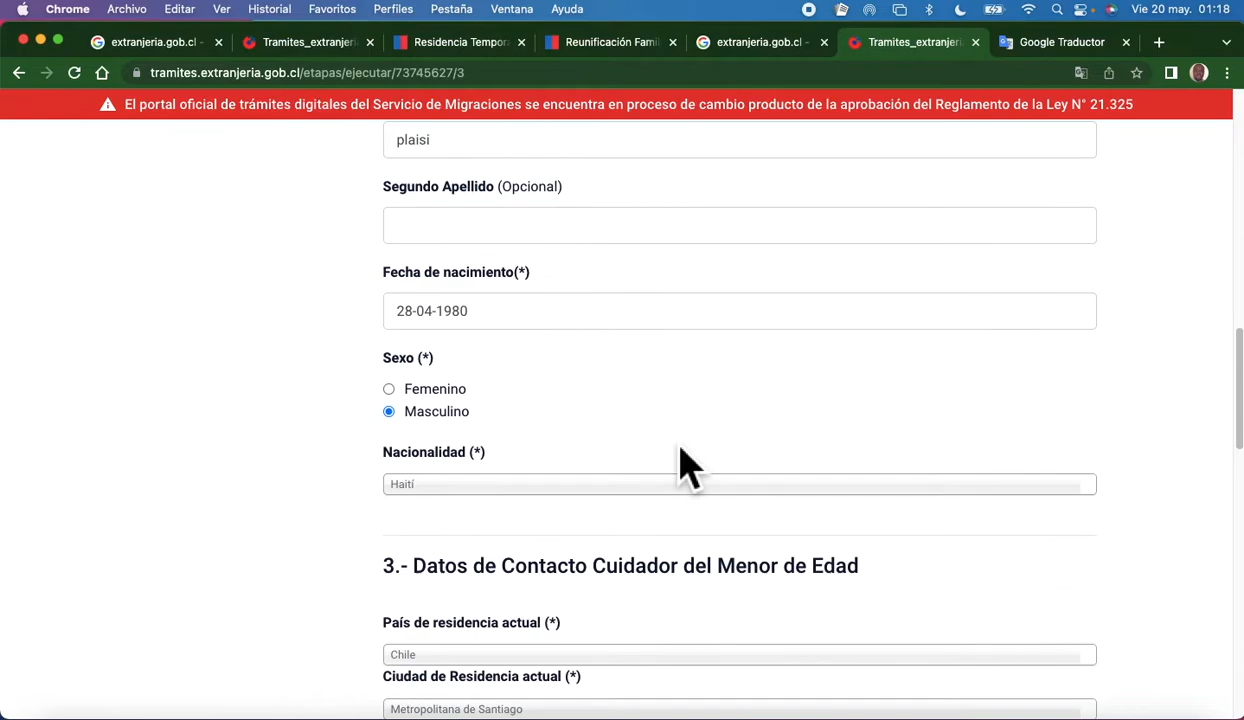 Chrome Archivo Editar Ver Historial Favoritos Perfiles Pestaña Ventana Ayuda Vie 20 may. 01:18
extranjeria.gob.cl - Tramites_extranjeri Residencia Tempora Reunificación Famil extranjeria.gob.cl - Tramites_extranjeri Google Traductor
tramites.extranjeria.gob.cl/etapas/ejecutar/73745627/3
El portal oficial de trámites digitales del Servicio de Migraciones se encuentra en proceso de cambio producto de la aprobación del Reglamento de la Ley N° 21.325
plaisi
Segundo Apellido (Opcional)
Fecha de nacimiento(*)
28-04-1980
Sexo (*)
Femenino
Masculino
Nacionalidad (*)
Haití
3.- Datos de Contacto Cuidador del Menor de Edad
País de residencia actual (*)
Chile
Ciudad de Residencia actual (*)
Metropolitana de Santiago